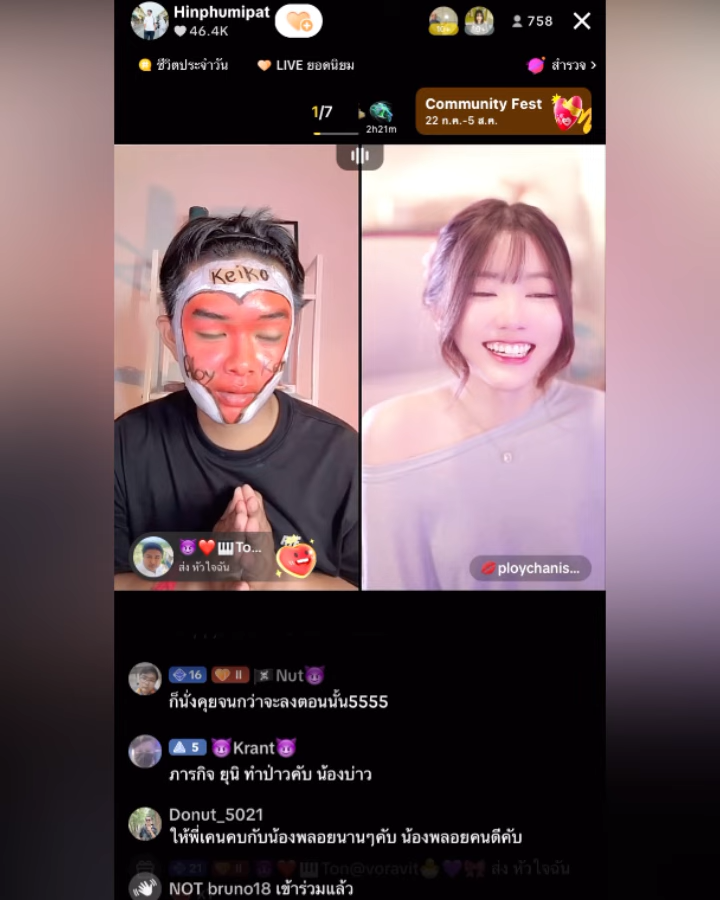 Hinphumipat
46.4K
758
ชีวิตประจำวัน
LIVE ยอดนิยม
สำรวจ >
1/7
2h21m
Community Fest
22 ก.ค.-5 ส.ค.
Keiko
To...
ส่ง หัวใจฉัน
ploychanis...
16 II Nut
ก็นั่งคุยจนกว่าจะลงตอนนั้น5555
5 Krant
ภารกิจ ยุนิ ทำป่าวคับ น้องบ่าว
Donut_5021
ให้พี่เคนคบกับน้องพลอยนานๆคับ น้องพลอยคนดีคับ
21 II Ton@voravit ส่ง หัวใจฉัน
NOT bruno18 เข้าร่วมแล้ว